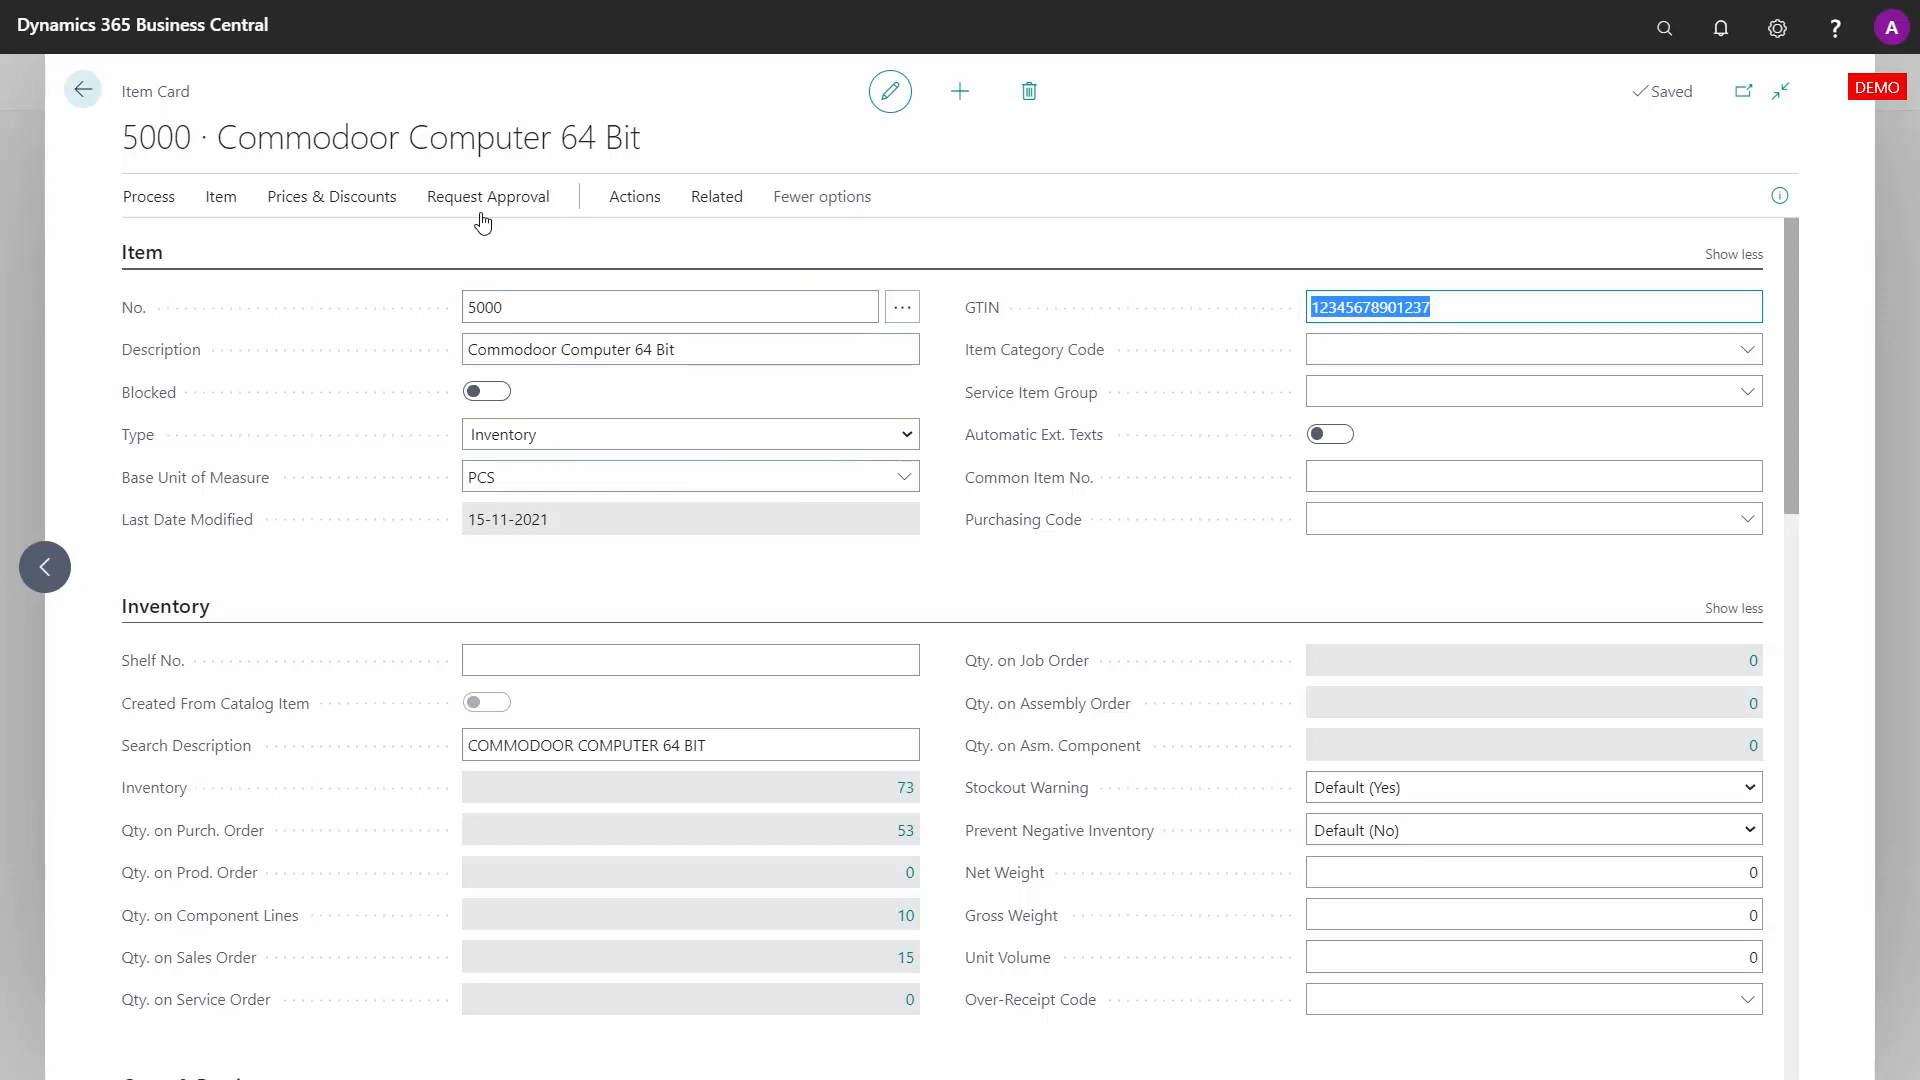 Dynamics 365 Business Central
?
A
Item Card
Saved
DEMO
5000 · Commodoor Computer 64 Bit
Process Item Prices & Discounts Request Approval Actions Related Fewer options
Item Show less
No. 5000 ... GTIN 12345678901237
Description Commodoor Computer 64 Bit Item Category Code
Blocked Service Item Group
Type Inventory Automatic Ext. Texts
Base Unit of Measure PCS Common Item No.
Last Date Modified 15-11-2021 Purchasing Code
Inventory Show less
Shelf No. Qty. on Job Order 0
Created From Catalog Item Qty. on Assembly Order 0
Search Description COMMODOOR COMPUTER 64 BIT Qty. on Asm. Component 0
Inventory 73 Stockout Warning Default (Yes)
Qty. on Purch. Order 53 Prevent Negative Inventory Default (No)
Qty. on Prod. Order 0 Net Weight 0
Qty. on Component Lines 10 Gross Weight 0
Qty. on Sales Order 15 Unit Volume 0
Qty. on Service Order 0 Over-Receipt Code